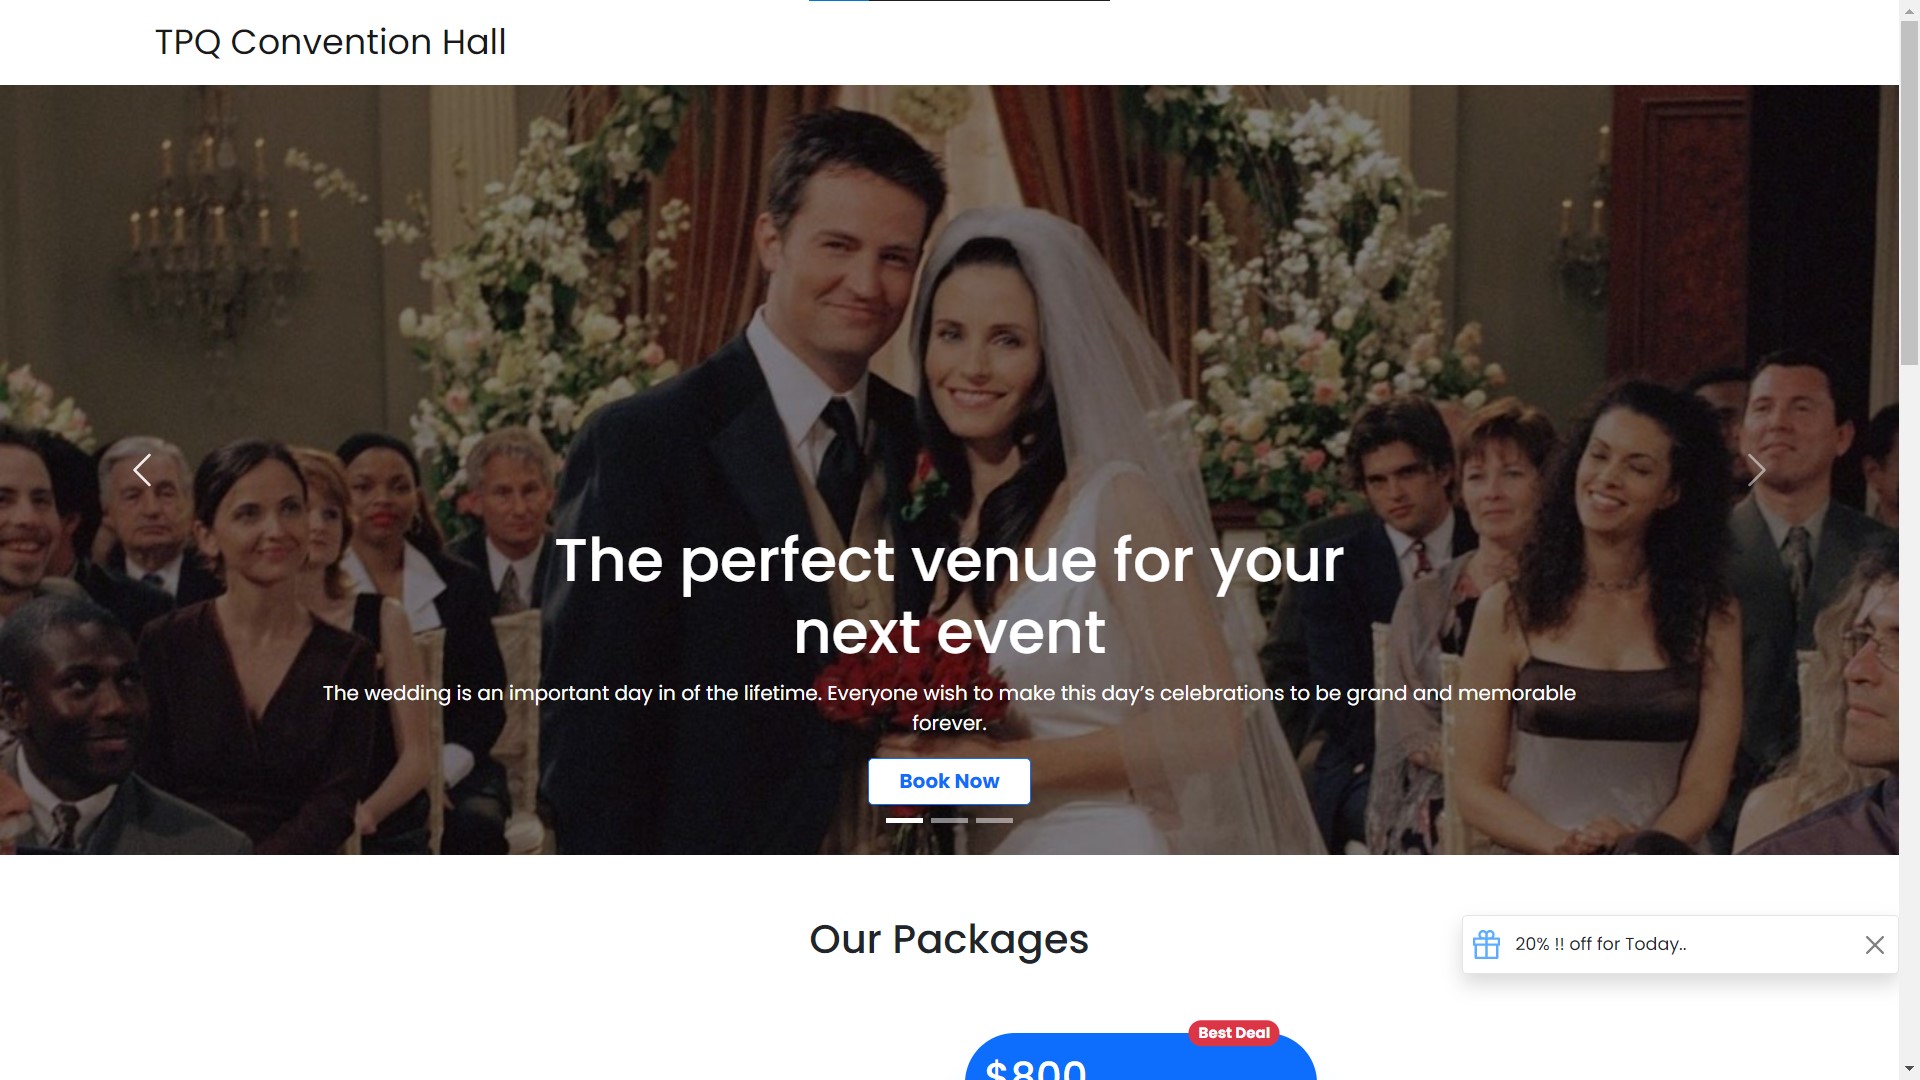 TPQ Convention Hall
The perfect venue for your
next event
The wedding is an important day in of the lifetime. Everyone wish to make this day’s celebrations to be grand and memorable
forever.
Book Now
Our Packages
20% !! off for Today..
Best Deal
$800